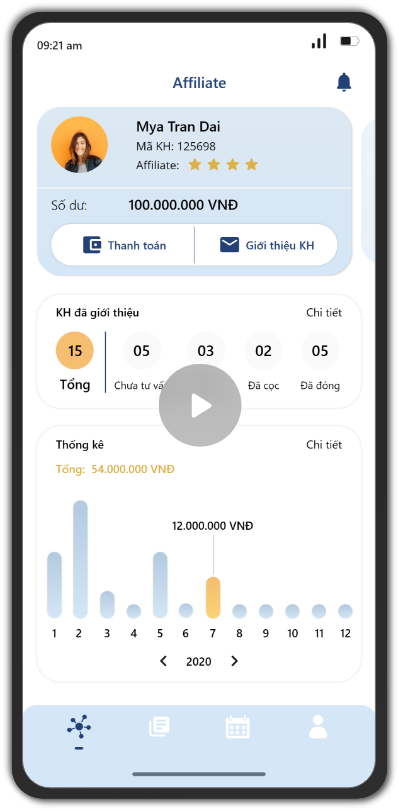 09:21 am
Affiliate
Mya Tran Dai
Mã KH: 125698
Affiliate:
Số dư: 100.000.000 VNĐ
Thanh toán Giới thiệu KH
KH đã giới thiệu Chi tiết
15 05 03 02 05
Tổng Chưa tư Đã cọc Đã đóng
Thống kê Chi tiết
Tổng: 54.000.000 VNĐ
12.000.000 VNĐ
1 2 3 4 5 6 7 8 9 10 11 12
2020